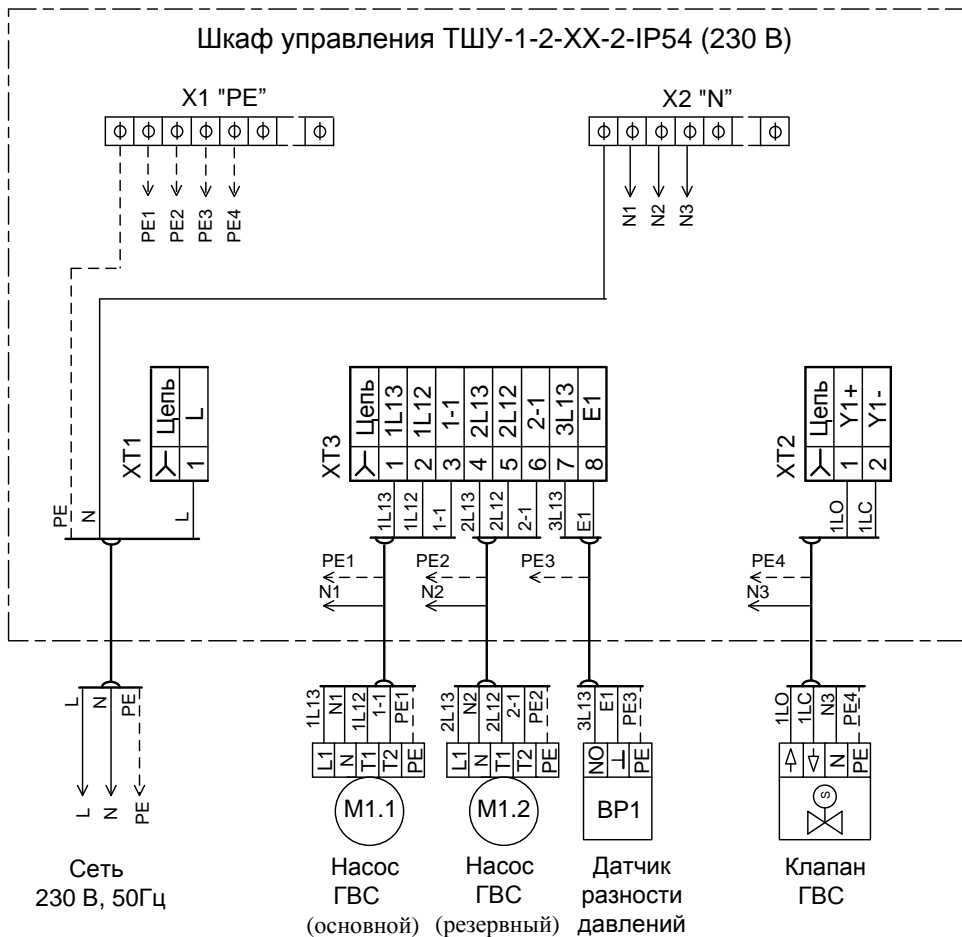 Шкаф управления ТШУ-1-2-ХХ-2-IP54 (230 В)
X1 "PE"
X2 "N"
PE1 PE2 PE3 PE4
N1 N2 N3
XT1
Цепь L
1
XT3
Цепь 1L13 1L12 1-1 2L13 2L12 2-1 3L13 E1
1 2 3 4 5 6 7 8
XT2
Цепь Y1+ Y1-
1 2
PE N L
1L13 1L12 1-1 2L13 2L12 2-1 3L13 E1
1LO 1LC
PE1 PE2 PE3 PE4
N1 N2 N3
L N PE
1L13 N1 1L12 1-1 PE1
2L13 N2 2L12 2-1 PE2
3L13 E1 PE3
1LO 1LC N3 PE4
L1 N T1 T2 PE
L1 N T1 T2 PE
NO PE
N PE
S
L N PE
M1.1
M1.2
BP1
Сеть
230 В, 50Гц
Насос
ГВС
(основной)
Насос
ГВС
(резервный)
Датчик
разности
давлений
Клапан
ГВС